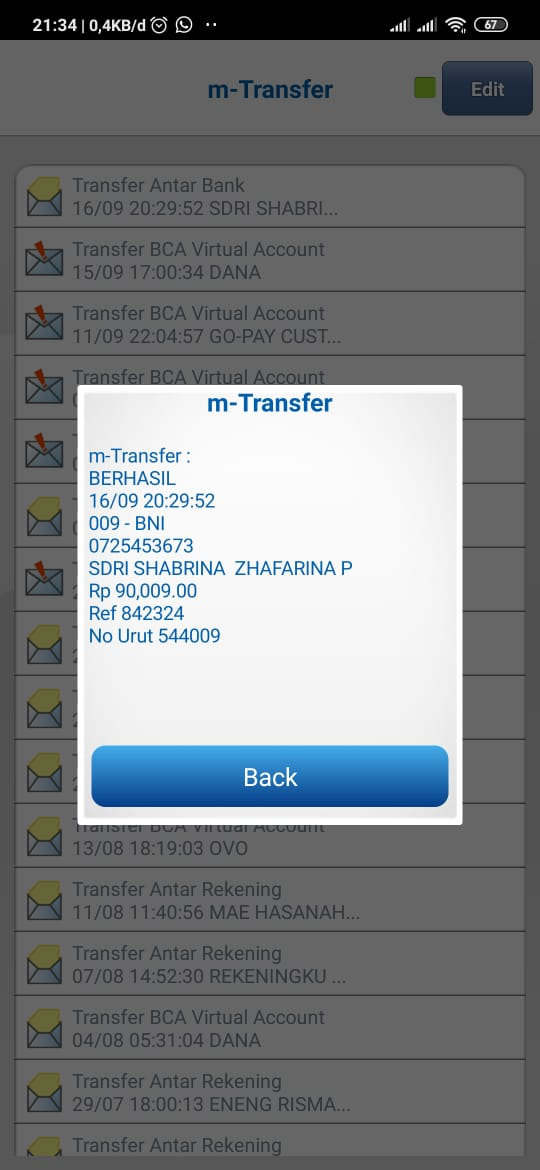 21:34 | 0,4KB/d
67
m-Transfer
Edit
Transfer Antar Bank
16/09 20:29:52 SDRI SHABRI...
Transfer BCA Virtual Account
15/09 17:00:34 DANA
Transfer BCA Virtual Account
11/09 22:04:57 GO-PAY CUST...
Transfer BCA Virtual Account
m-Transfer
m-Transfer :
BERHASIL
16/09 20:29:52
009 - BNI
0725453673
SDRI SHABRINA ZHAFARINA P
Rp 90,009.00
Ref 842324
No Urut 544009
Back
Transfer BCA Virtual Account
13/08 18:19:03 OVO
Transfer Antar Rekening
11/08 11:40:56 MAE HASANAH...
Transfer Antar Rekening
07/08 14:52:30 REKENINGKU ...
Transfer BCA Virtual Account
04/08 05:31:04 DANA
Transfer Antar Rekening
29/07 18:00:13 ENENG RISMA...
Transfer Antar Rekening